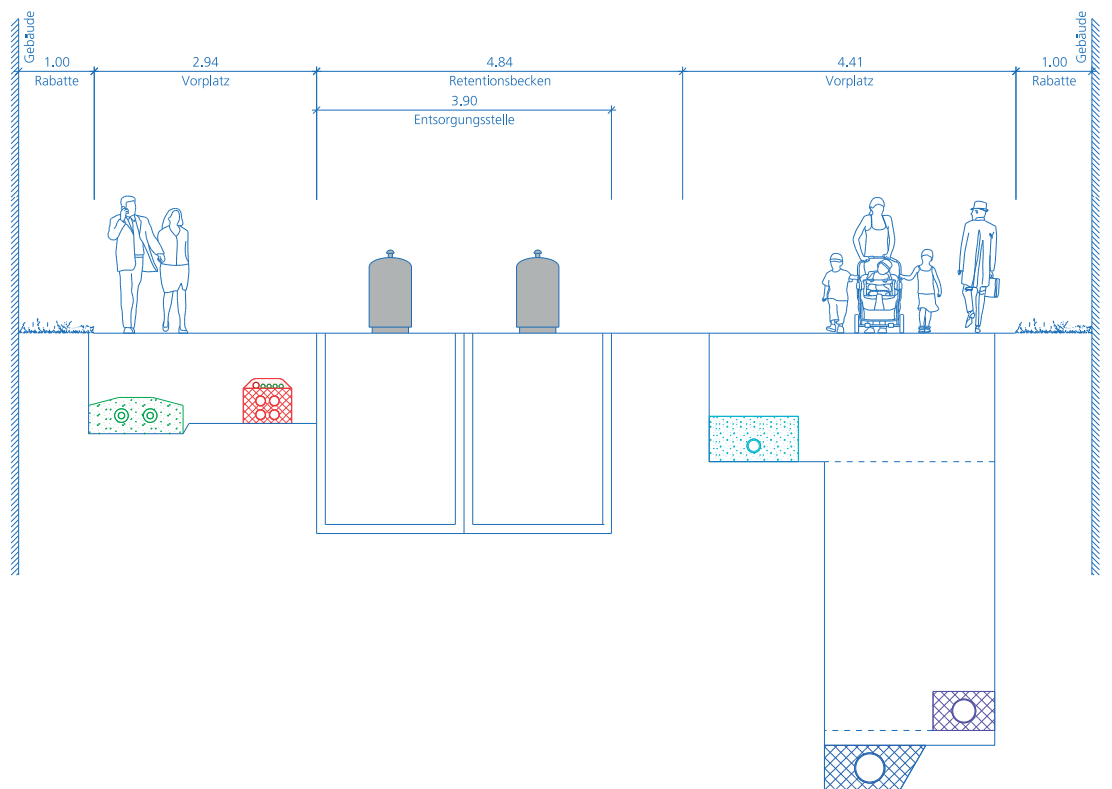 Gebäude
Gebäude
1.00
2.94
4.84
4.41
1.00
Rabatte
Vorplatz
Retentionsbecken
Vorplatz
Rabatte
3.90
Entsorgungsstelle